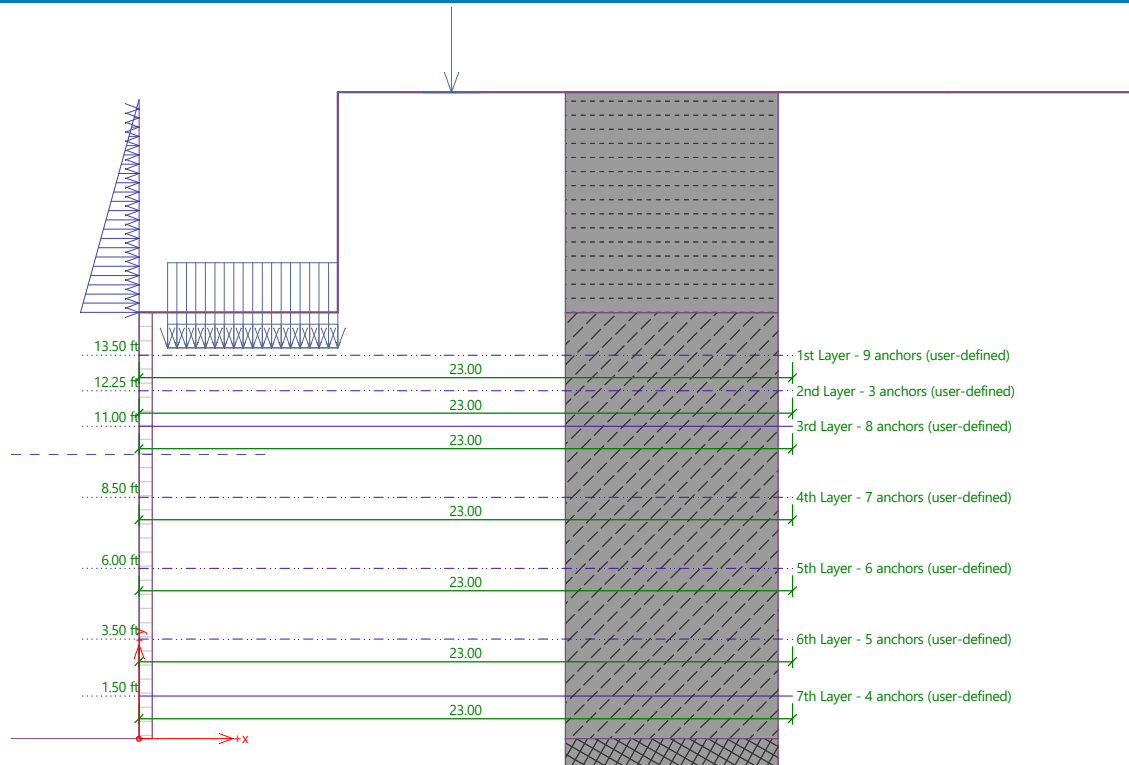 13.50 ft
1st Layer - 9 anchors (user-defined)
23.00
12.25 ft
2nd Layer - 3 anchors (user-defined)
23.00
11.00 ft
3rd Layer - 8 anchors (user-defined)
23.00
8.50 ft
4th Layer - 7 anchors (user-defined)
23.00
6.00 ft
5th Layer - 6 anchors (user-defined)
23.00
3.50 ft
+y
6th Layer - 5 anchors (user-defined)
23.00
1.50 ft
7th Layer - 4 anchors (user-defined)
23.00
+x